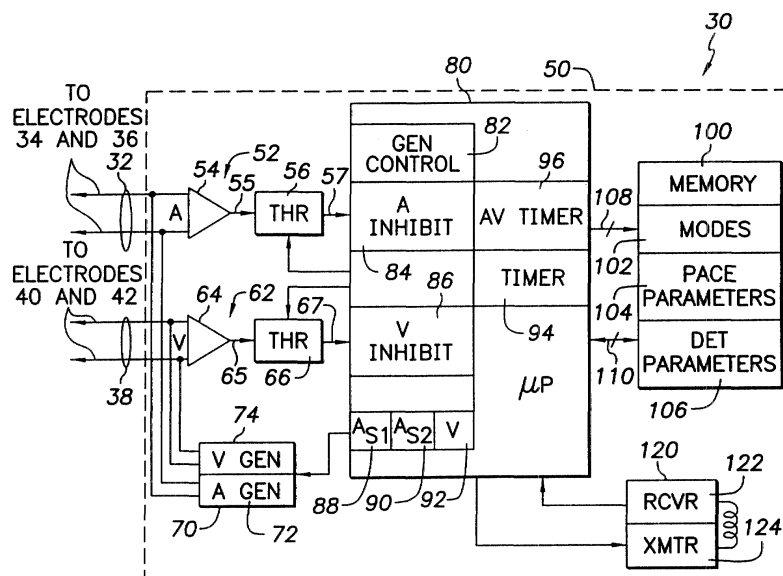 30
50
80
TO
ELECTRODES
34 AND 36
32
54
52
55
56
57
A
THR
GEN
CONTROL
82
96
A
INHIBIT
84
AV TIMER
108
100
MEMORY
MODES
102
PACE
PARAMETERS
104
DET
PARAMETERS
106
110
TO
ELECTRODES
40 AND 42
38
64
62
65
66
67
V
THR
86
V
INHIBIT
TIMER
94
μP
AS1
AS2
V
88
90
92
74
V GEN
A GEN
70
72
120
122
RCVR
XMTR
124